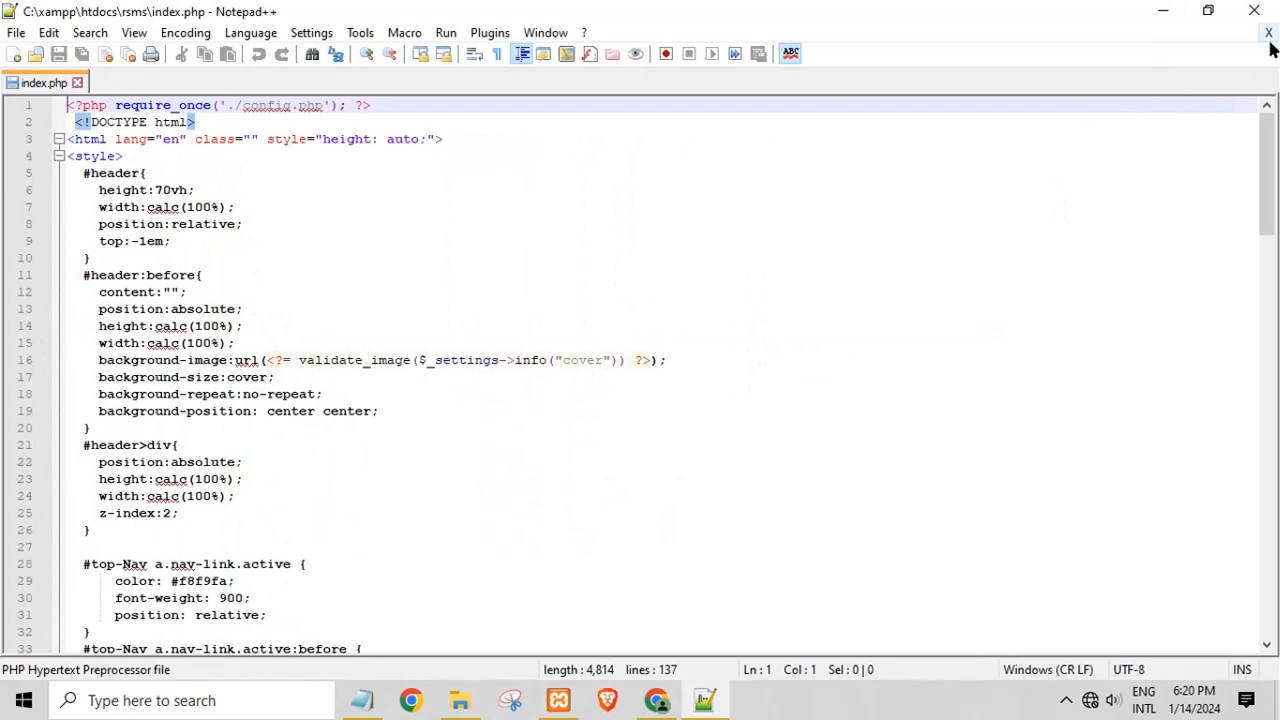 C:\xampp\htdocs\rsms\index.php - Notepad++
File Edit Search View Encoding Language Settings Tools Macro Run Plugins Window ? X
ABC
index.php
1 <?php require_once('./config.php'); ?>
2 <!DOCTYPE html>
3 <html lang="en" class="" style="height: auto;">
4 <style>
5 #header{
6 height:70vh;
7 width:calc(100%);
8 position:relative;
9 top:-1em;
10 }
11 #header:before{
12 content:"";
13 position:absolute;
14 height:calc(100%);
15 width:calc(100%);
16 background-image:url(<?= validate_image($_settings->info("cover")) ?>);
17 background-size:cover;
18 background-repeat:no-repeat;
19 background-position: center center;
20 }
21 #header>div{
22 position:absolute;
23 height:calc(100%);
24 width:calc(100%);
25 z-index:2;
26 }
27
28 #top-Nav a.nav-link.active {
29 color: #f8f9fa;
30 font-weight: 900;
31 position: relative;
32 }
33 #top-Nav a.nav-link.active:before {
PHP Hypertext Preprocessor file length : 4,814 lines : 137 Ln : 1 Col : 1 Sel : 0 | 0 Windows (CR LF) UTF-8 INS
Type here to search
ENG
INTL
6:20 PM
1/14/2024